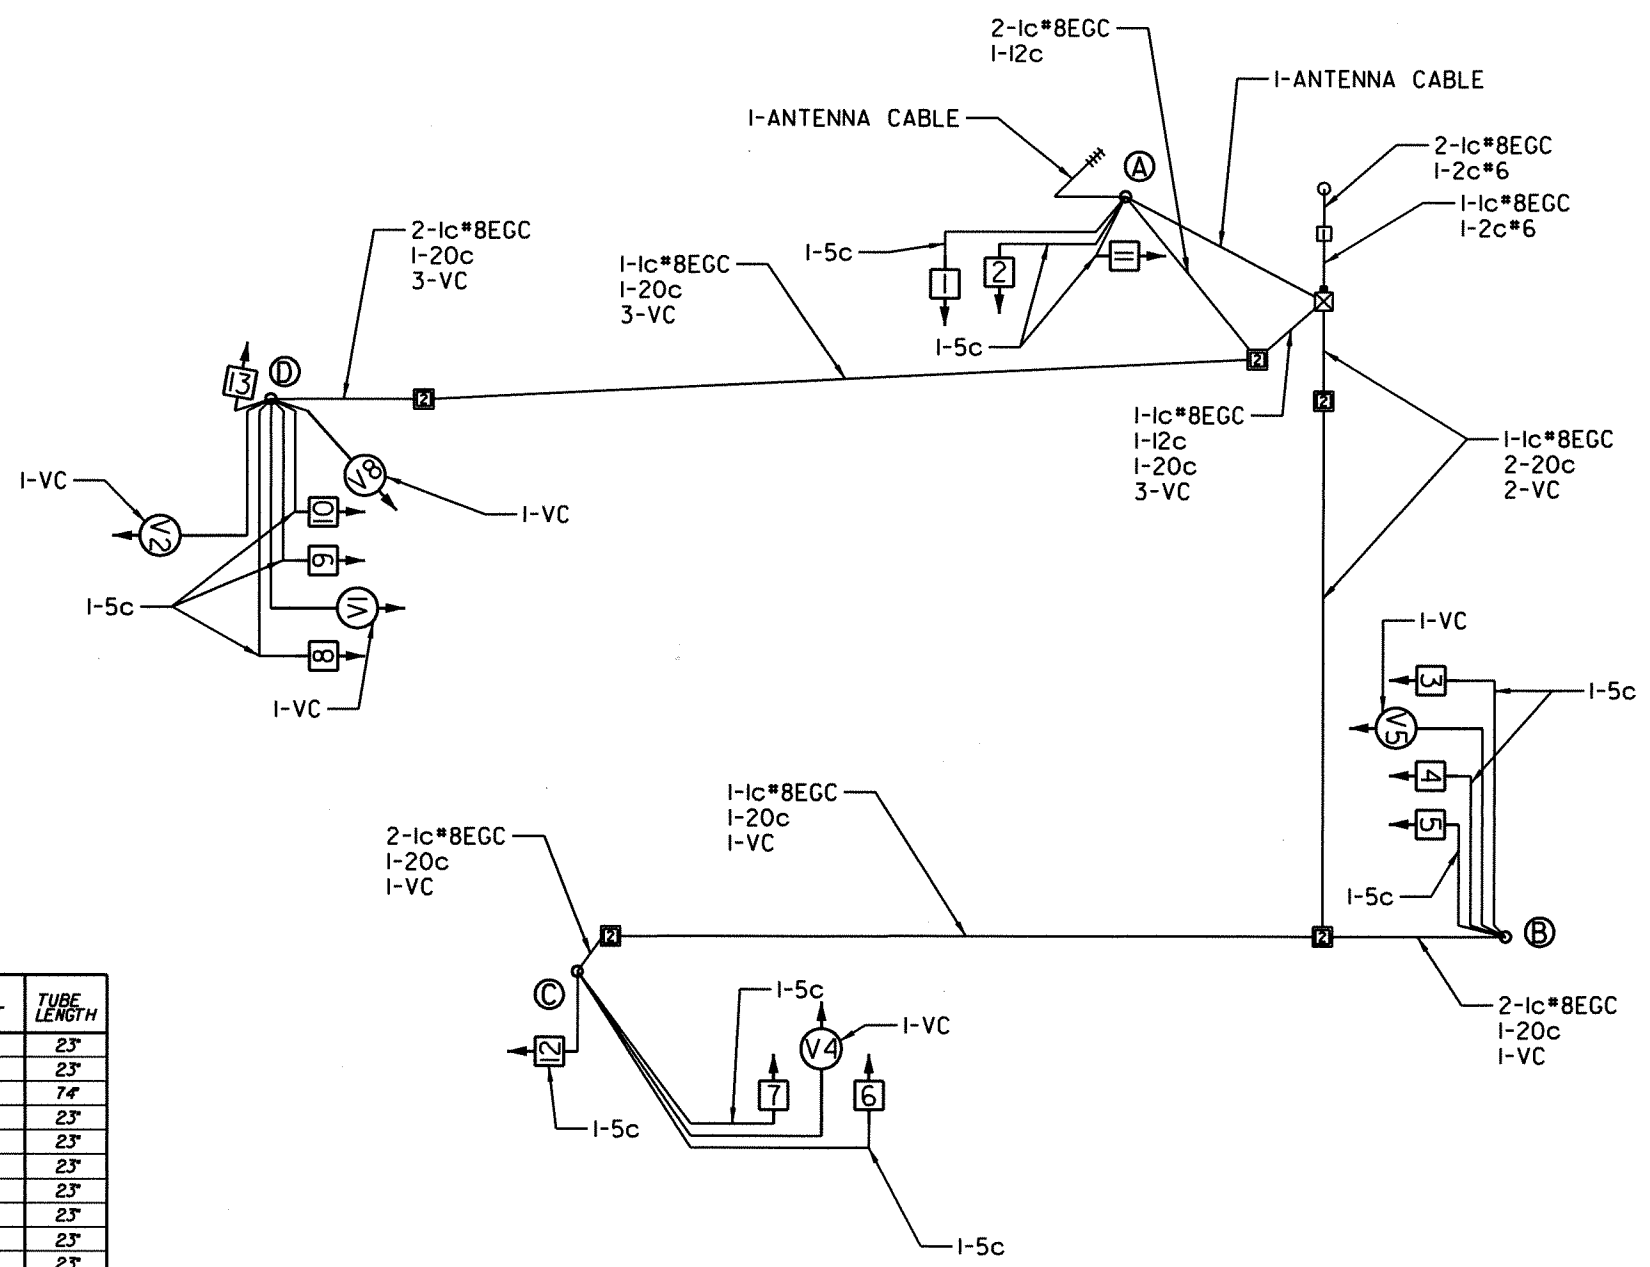 2-1c#8EGC
1-12c
1-ANTENNA CABLE
1-ANTENNA CABLE
A
2-1c#8EGC
1-2c#6
1-1c#8EGC
1-2c#6
1
2-1c#8EGC
1-20c
3-VC
1-1c#8EGC
1-20c
3-VC
1-5c
1
2
11
1-5c
2
13
D
2
2
1-1c#8EGC
1-12c
1-20c
3-VC
1-1c#8EGC
2-20c
2-VC
1-VC
V8
1-VC
V2
10
9
1-5c
V1
8
1-VC
1-VC
3
1-5c
V5
4
5
1-5c
1-1c#8EGC
1-20c
1-VC
2-1c#8EGC
1-20c
1-VC
2
2
B
C
1-5c
2-1c#8EGC
1-20c
1-VC
1-VC
V4
12
7
6
1-5c
1-5c
TUBE
LENGTH
23"
23"
74"
23"
23"
23"
23"
23"
23"
23"